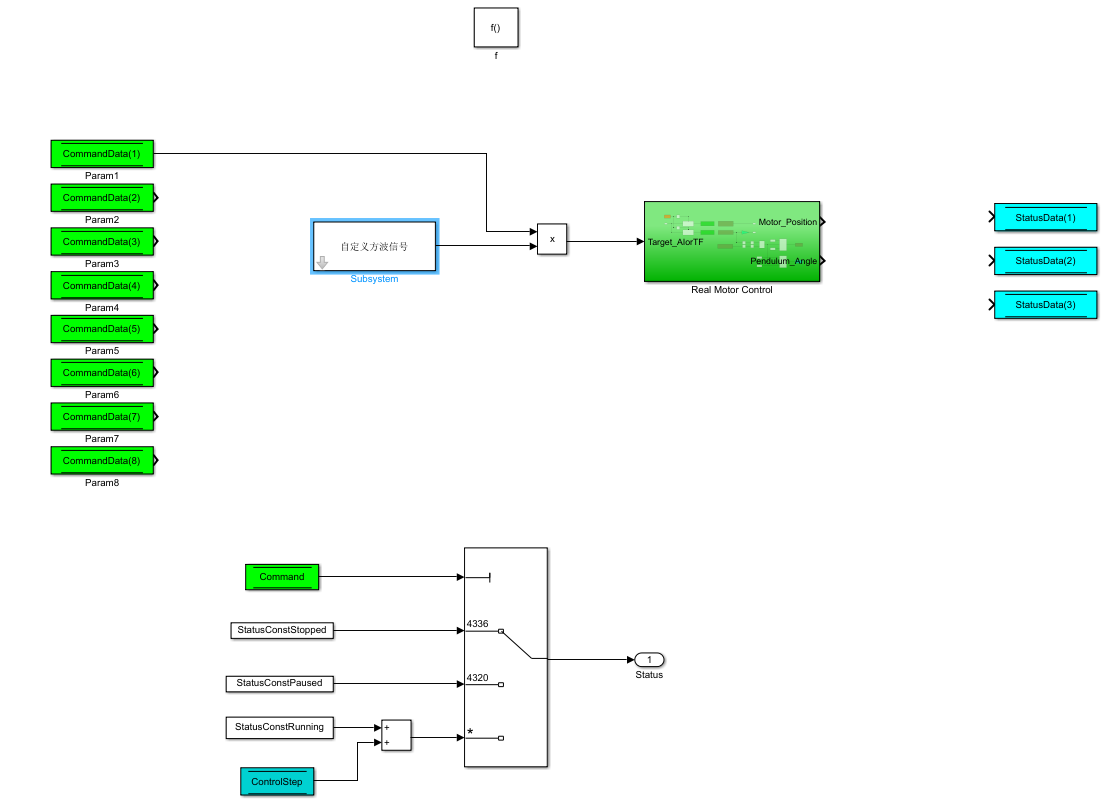 f()
f
CommandData(1)
Param1
CommandData(2)
Param2
CommandData(3)
Param3
CommandData(4)
Param4
CommandData(5)
Param5
CommandData(6)
Param6
CommandData(7)
Param7
CommandData(8)
Param8
自定义方波信号
Subsystem
x
Target_AlorTF
Motor_Position
Pendulum_Angle
Real Motor Control
StatusData(1)
StatusData(2)
StatusData(3)
Command
StatusConstStopped
4336
StatusConstPaused
4320
StatusConstRunning
+
+
*
ControlStep
1
Status